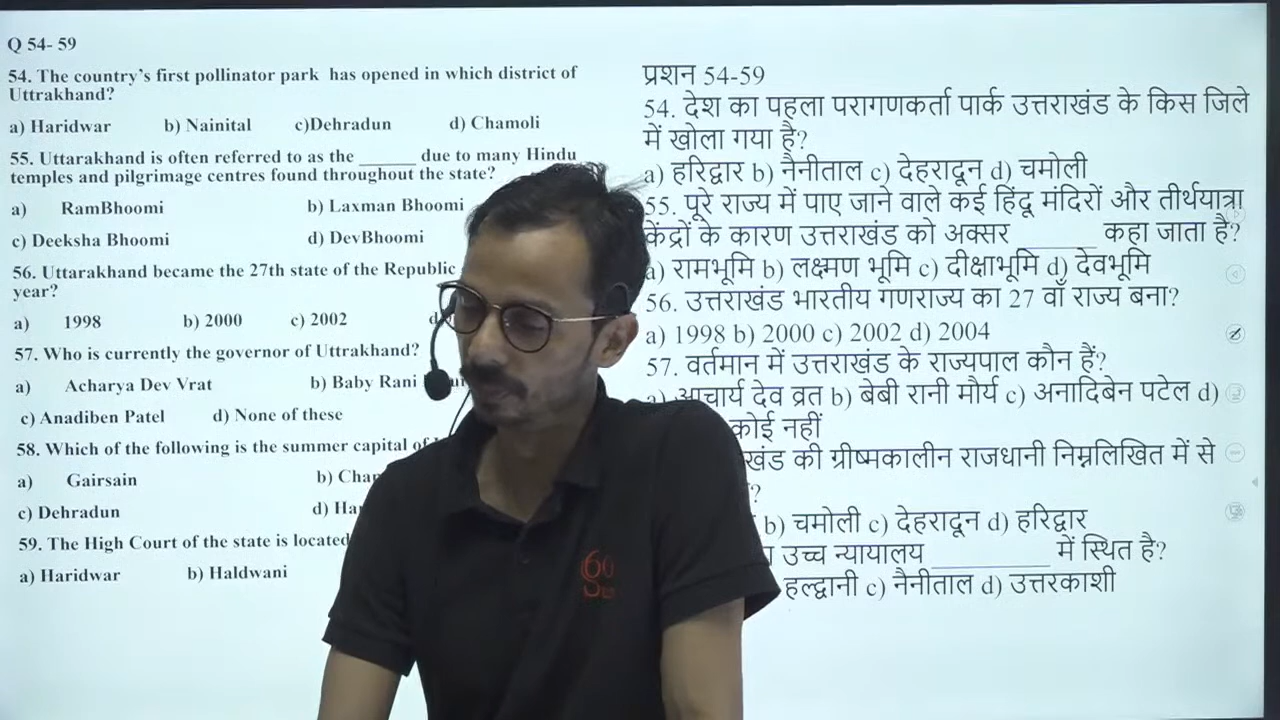 Q 54- 59
54. The country's first pollinator park has opened in which district of
Uttrakhand?
a) Haridwar b) Nainital c)Dehradun d) Chamoli
55. Uttarakhand is often referred to as the ______ due to many Hindu
temples and pilgrimage centres found throughout the state?
a) RamBhoomi b) Laxman Bhoomi
c) Deeksha Bhoomi d) DevBhoomi
56. Uttarakhand became the 27th state of the Republic
year?
a) 1998 b) 2000 c) 2002
57. Who is currently the governor of Uttrakhand?
a) Acharya Dev Vrat b) Baby Rani
c) Anadiben Patel d) None of these
58. Which of the following is the summer capital
a) Gairsain b)
c) Dehradun d)
59. The High Court of the state is located
a) Haridwar b) Haldwani
प्रशन 54-59
54. देश का पहला परागणकर्ता पार्क उत्तराखंड के किस जिले
में खोला गया है?
a) हरिद्वार b) नैनीताल c) देहरादून d) चमोली
55. पूरे राज्य में पाए जाने वाले कई हिंदू मंदिरों और तीर्थयात्रा
केंद्रों के कारण उत्तराखंड को अक्सर ______ कहा जाता है?
a) रामभूमि b) लक्ष्मण भूमि c) दीक्षाभूमि d) देवभूमि
56. उत्तराखंड भारतीय गणराज्य का 27 वाँ राज्य बना?
a) 1998 b) 2000 c) 2002 d) 2004
57. वर्तमान में उत्तराखंड के राज्यपाल कौन हैं?
a) आचार्य देव व्रत b) बेबी रानी मौर्य c) अनादिबेन पटेल d)
कोई नहीं
की ग्रीष्मकालीन राजधानी निम्नलिखित में से
?
b) चमोली c) देहरादून d) हरिद्वार
उच्च न्यायालय __________ में स्थित है?
हल्द्वानी c) नैनीताल d) उत्तरकाशी